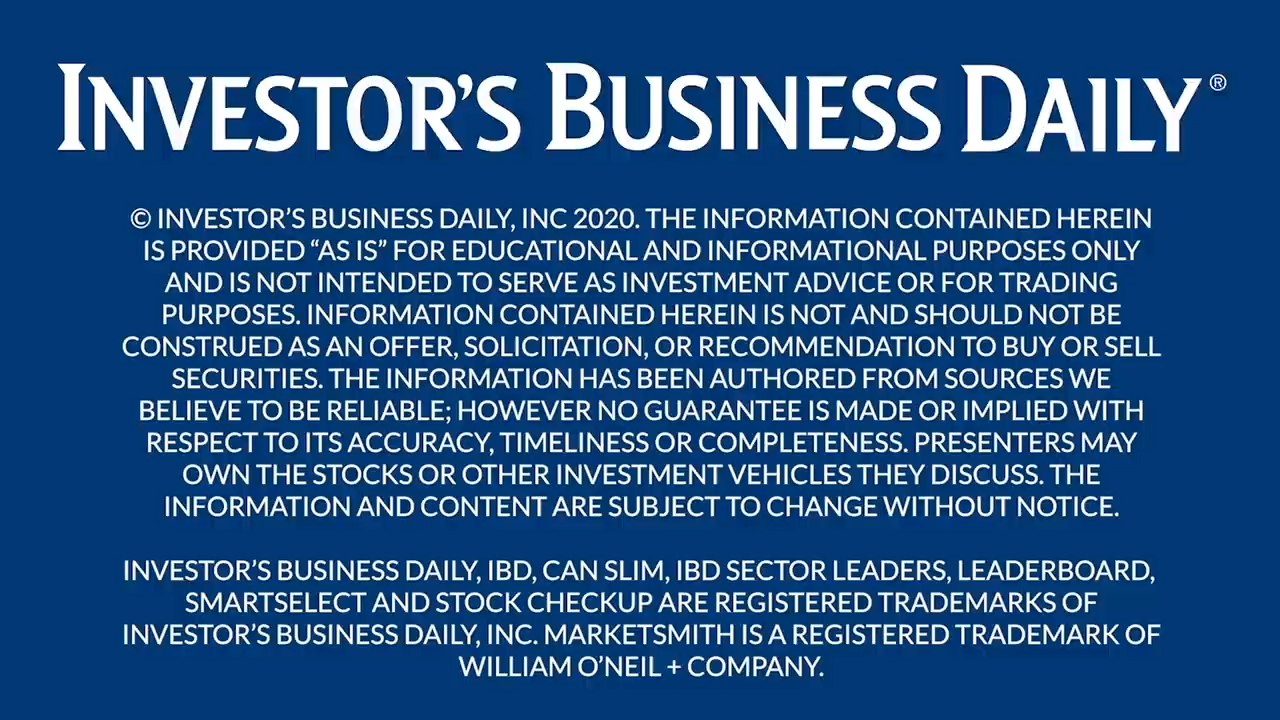 INVESTOR’S BUSINESS DAILY®
© INVESTOR’S BUSINESS DAILY, INC 2020. THE INFORMATION CONTAINED HEREIN
IS PROVIDED “AS IS” FOR EDUCATIONAL AND INFORMATIONAL PURPOSES ONLY
AND IS NOT INTENDED TO SERVE AS INVESTMENT ADVICE OR FOR TRADING
PURPOSES. INFORMATION CONTAINED HEREIN IS NOT AND SHOULD NOT BE
CONSTRUED AS AN OFFER, SOLICITATION, OR RECOMMENDATION TO BUY OR SELL
SECURITIES. THE INFORMATION HAS BEEN AUTHORED FROM SOURCES WE
BELIEVE TO BE RELIABLE; HOWEVER NO GUARANTEE IS MADE OR IMPLIED WITH
RESPECT TO ITS ACCURACY, TIMELINESS OR COMPLETENESS. PRESENTERS MAY
OWN THE STOCKS OR OTHER INVESTMENT VEHICLES THEY DISCUSS. THE
INFORMATION AND CONTENT ARE SUBJECT TO CHANGE WITHOUT NOTICE.
INVESTOR’S BUSINESS DAILY, IBD, CAN SLIM, IBD SECTOR LEADERS, LEADERBOARD,
SMARTSELECT AND STOCK CHECKUP ARE REGISTERED TRADEMARKS OF
INVESTOR’S BUSINESS DAILY, INC. MARKETSMITH IS A REGISTERED TRADEMARK OF
WILLIAM O’NEIL + COMPANY.